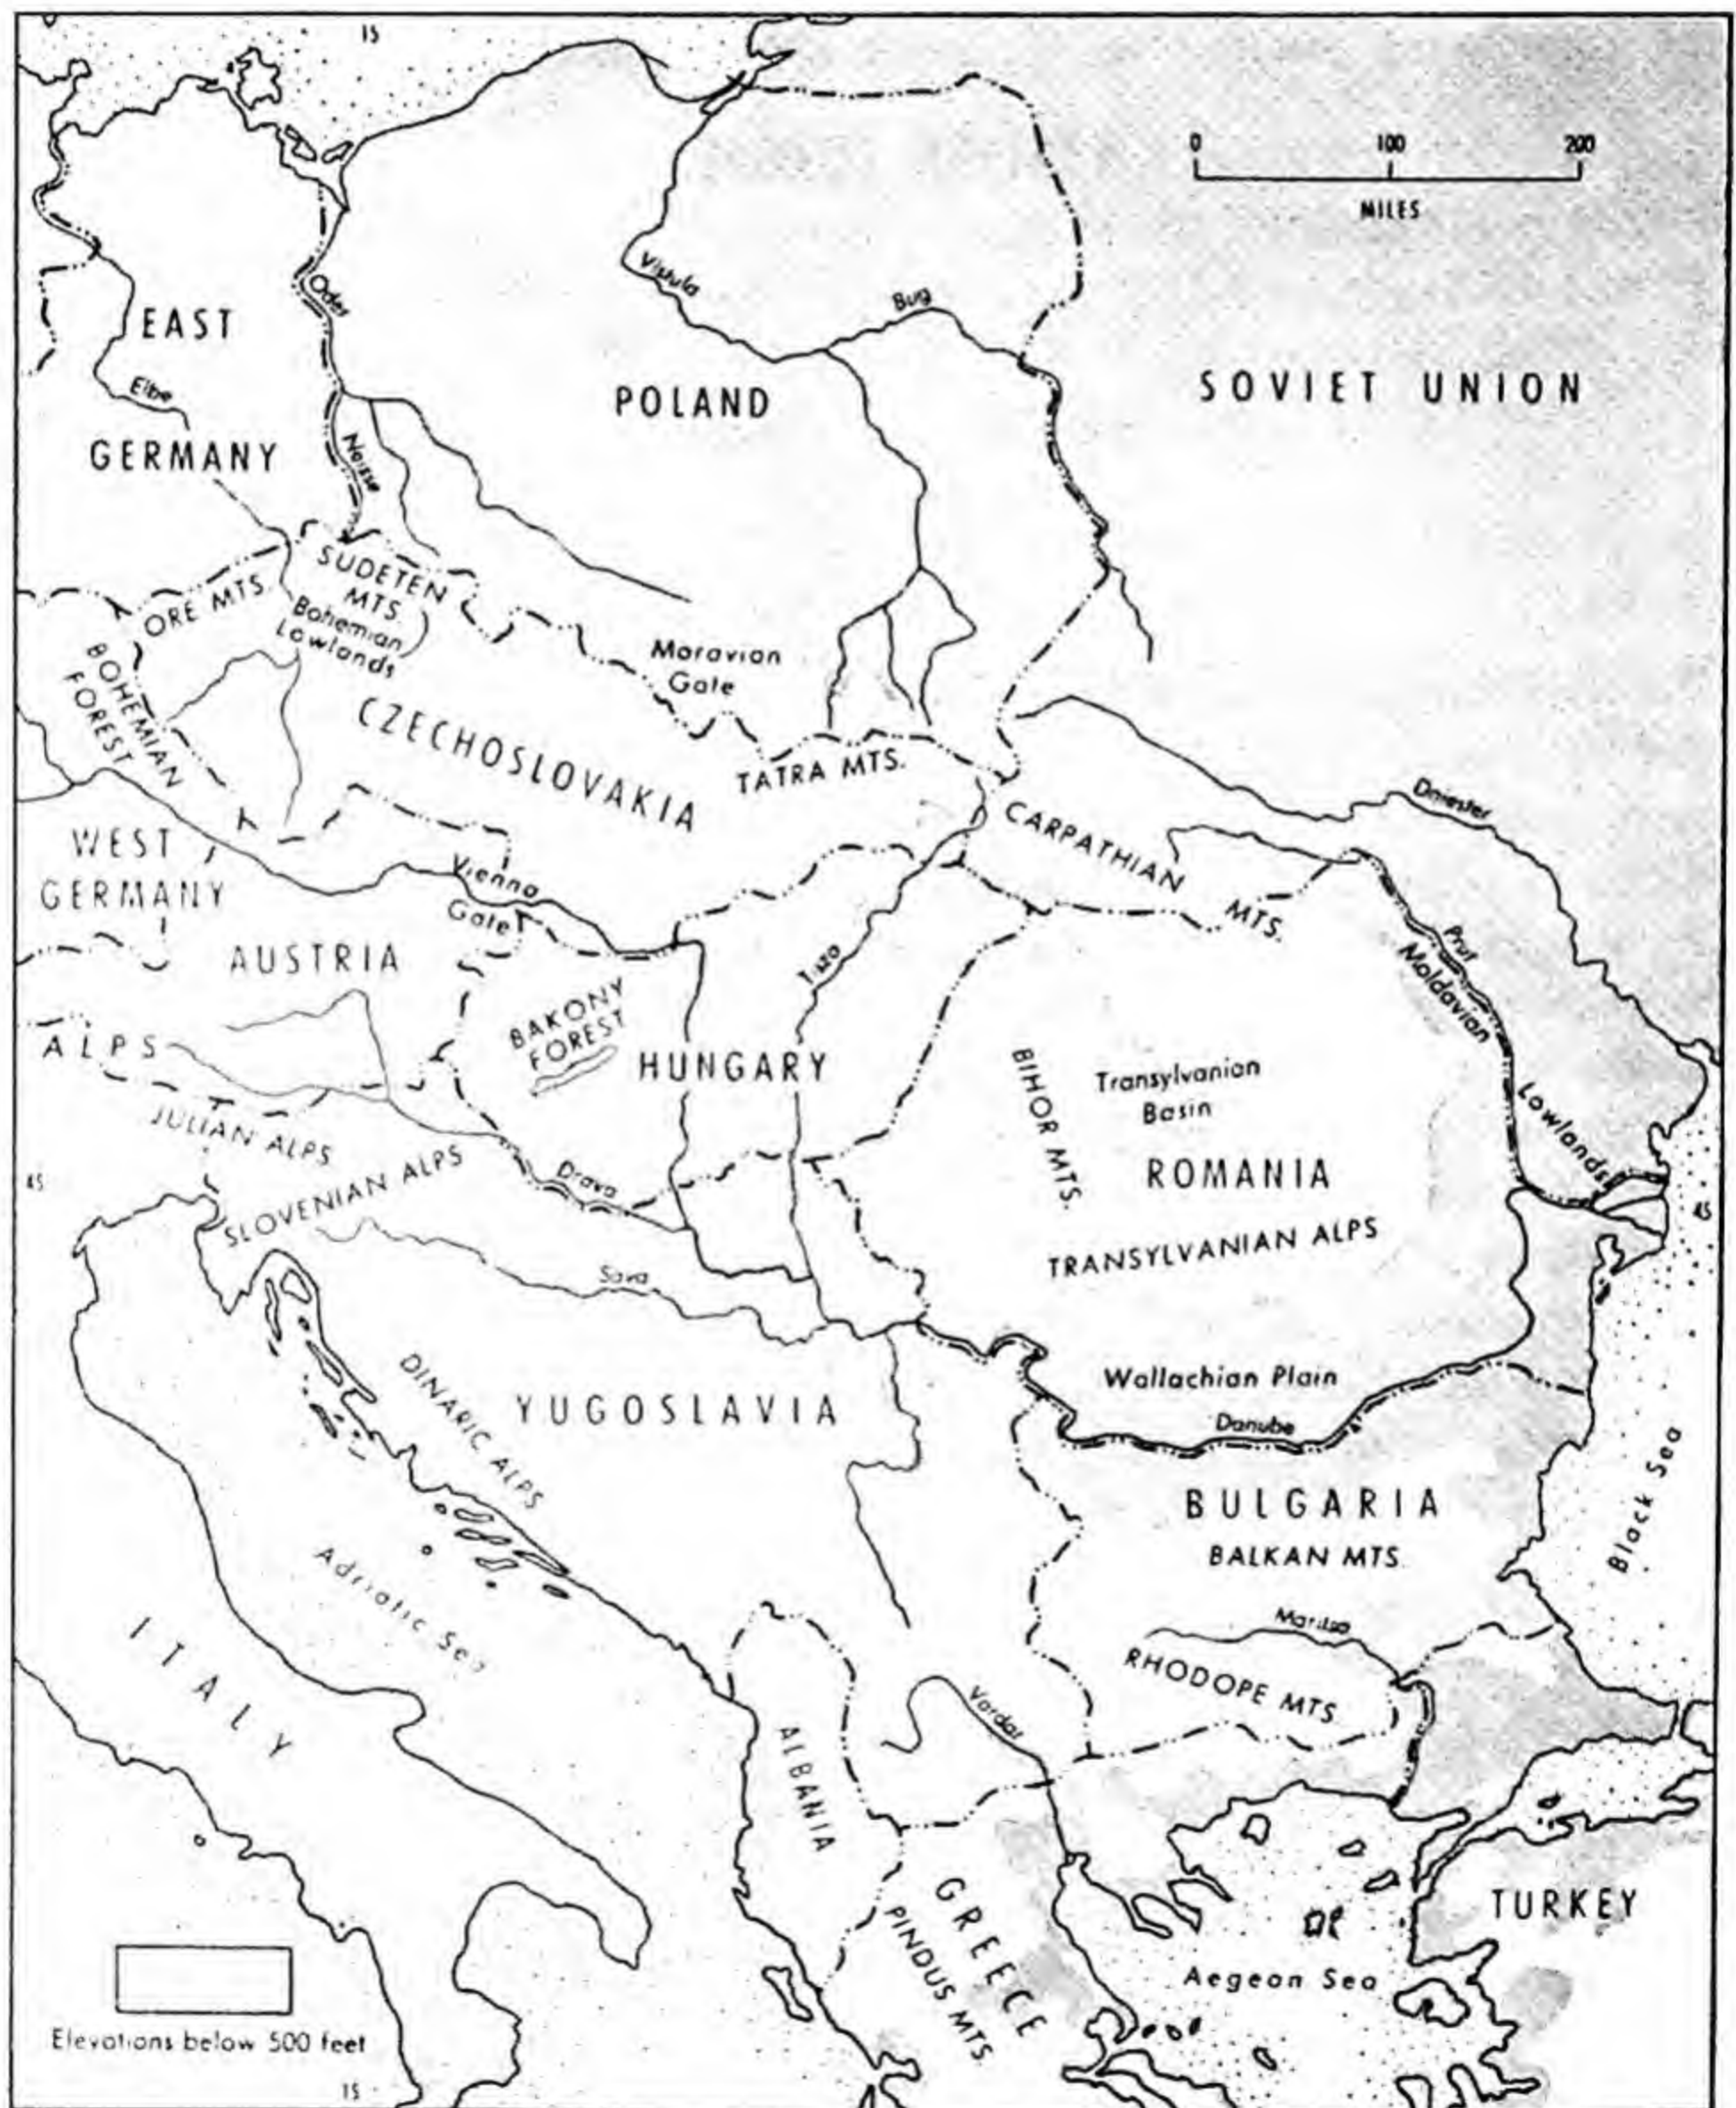 15
0 100 200
MILES
Oder
Vistula
Bug
EAST
GERMANY
Elbe
Neisse
POLAND
SOVIET UNION
SUDETEN
MTS.
ORE MTS.
Bohemian
Lowlands
BOHEMIAN
FOREST
Moravian
Gate
CZECHOSLOVAKIA
TATRA MTS.
CARPATHIAN
MTS.
Dniester
WEST
GERMANY
Vienna
Gate
AUSTRIA
Tisza
Prut
Moldavian
Lowlands
BAKONY
FOREST
HUNGARY
ALPS
JULIAN ALPS
SLOVENIAN ALPS
BIHOR MTS.
Transylvanian
Basin
ROMANIA
TRANSYLVANIAN ALPS
45
45
Drava
Sava
DINARIC ALPS
YUGOSLAVIA
Wallachian Plain
Danube
BULGARIA
BALKAN MTS.
Black Sea
Adriatic Sea
ITALY
Maritsa
RHODOPE MTS.
Vardar
ALBANIA
GREECE
PINDUS MTS.
TURKEY
Aegean Sea
Elevations below 500 feet
15